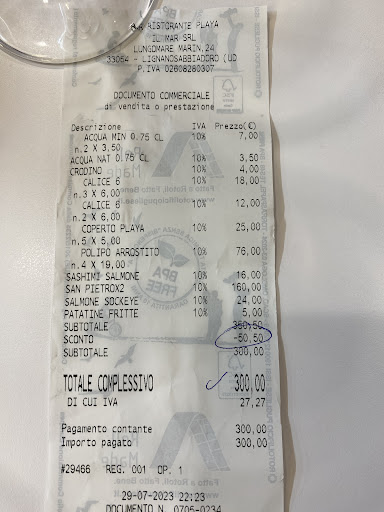 BAR RISTORANTE PLAYA
IL MAR SRL
LUNGOMARE MARIN.24
33054 - LIGNANOSABBIADORO (UD
P.IVA 02608280307
DOCUMENTO COMMERCIALE
di vendita o prestazione
Descrizione IVA Prezzo(€)
ACQUA MIN 0.75 CL 10% 7,00
n.2 X 3,50
ACQUA NAT 0.75 CL 10% 3,50
CRODINO 10% 4,00
CALICE 6 10% 18,00
n.3 X 6,00
CALICE 6 10% 12,00
n.2 X 6,00
COPERTO PLAYA 10% 25,00
n.5 X 5,00
POLIPO ARROSTITO 10% 76,00
n.4 X 19,00
SASHIMI SALMONE 10% 16,00
SAN PIETROX2 10% 160,00
SALMONE SOCKEYE 10% 24,00
PATATINE FRITTE 10% 5,00
SUBTOTALE 350,50
SCONTO -50,50
SUBTOTALE 300,00
TOTALE COMPLESSIVO 300,00
DI CUI IVA 27,27
Pagamento contante 300,00
Importo pagato 300,00
#29466 REG. 001 OP. 1
29-07-2023 22:23
DOCUMENTO N. 0705-0234
BPA
FREE